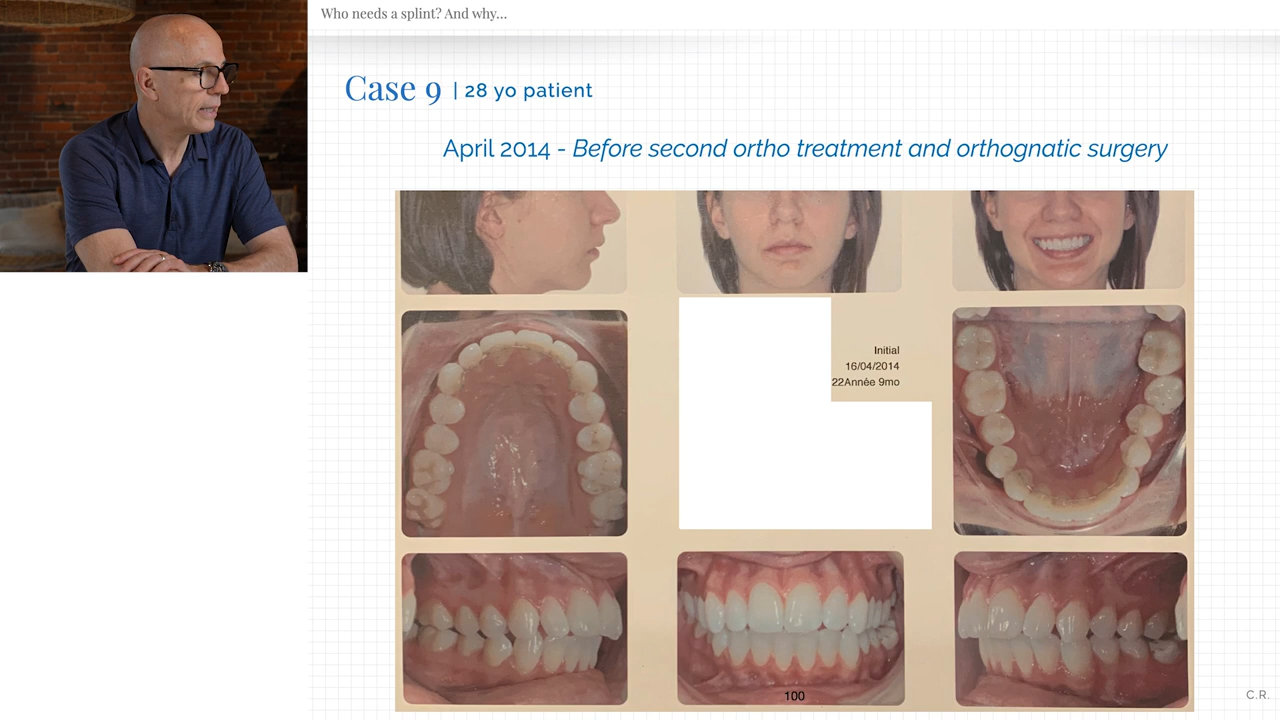 Who needs a splint? And why...
Case 9 | 28 yo patient
April 2014 - Before second ortho treatment and orthognatic surgery
Initial
16/04/2014
22Année 9mo
100
C.R.